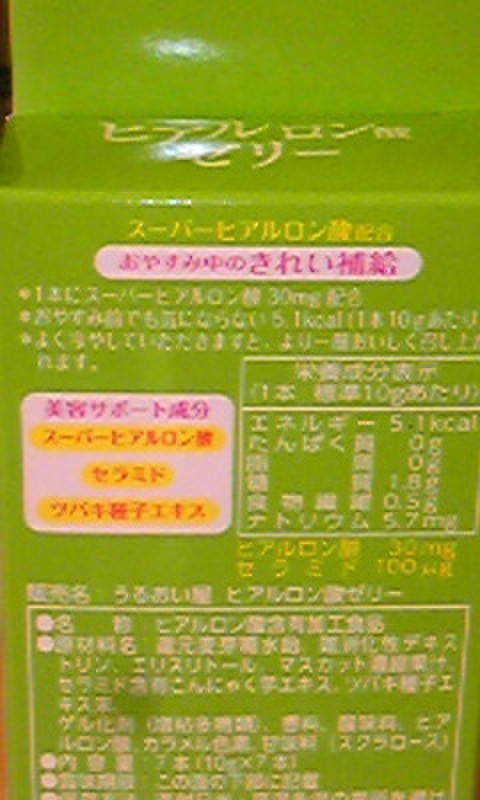 ヒアルロン酸
ゼリー
スーパーヒアルロン酸配合
おやすみ中のきれい補給
*1本にスーパーヒアルロン酸 30mg 配合
*おやすみ前でも気にならない 5.1kcal(1本10gあたり
*よく冷やしていただきますと、より一層おいしく召し上が
れます。
美容サポート成分
スーパーヒアルロン酸
セラミド
ツバキ種子エキス
栄養成分表示
(1本 標準10gあたり)
エネルギー 5.1kcal
たんぱく質 0g
脂質 0g
糖質 1.8g
食物繊維 0.5g
ナトリウム 5.7mg
ヒアルロン酸 30mg
セラミド 100μg
販売名 うるおい屋 ヒアルロン酸ゼリー
●名称 ヒアルロン酸含有加工食品
●原材料名 還元麦芽糖水飴、難消化性デキス
トリン、エリスリトール、マスカット濃縮果汁、
セラミド含有こんにゃく芋エキス、ツバキ種子エ
キス末、
ゲル化剤(増粘多糖類)、香料、酸味料、ヒア
ルロン酸、カラメル色素、甘味料(スクラロース)
●内容量 7本(10g×7本)
●賞味期限 この面の下部に記載